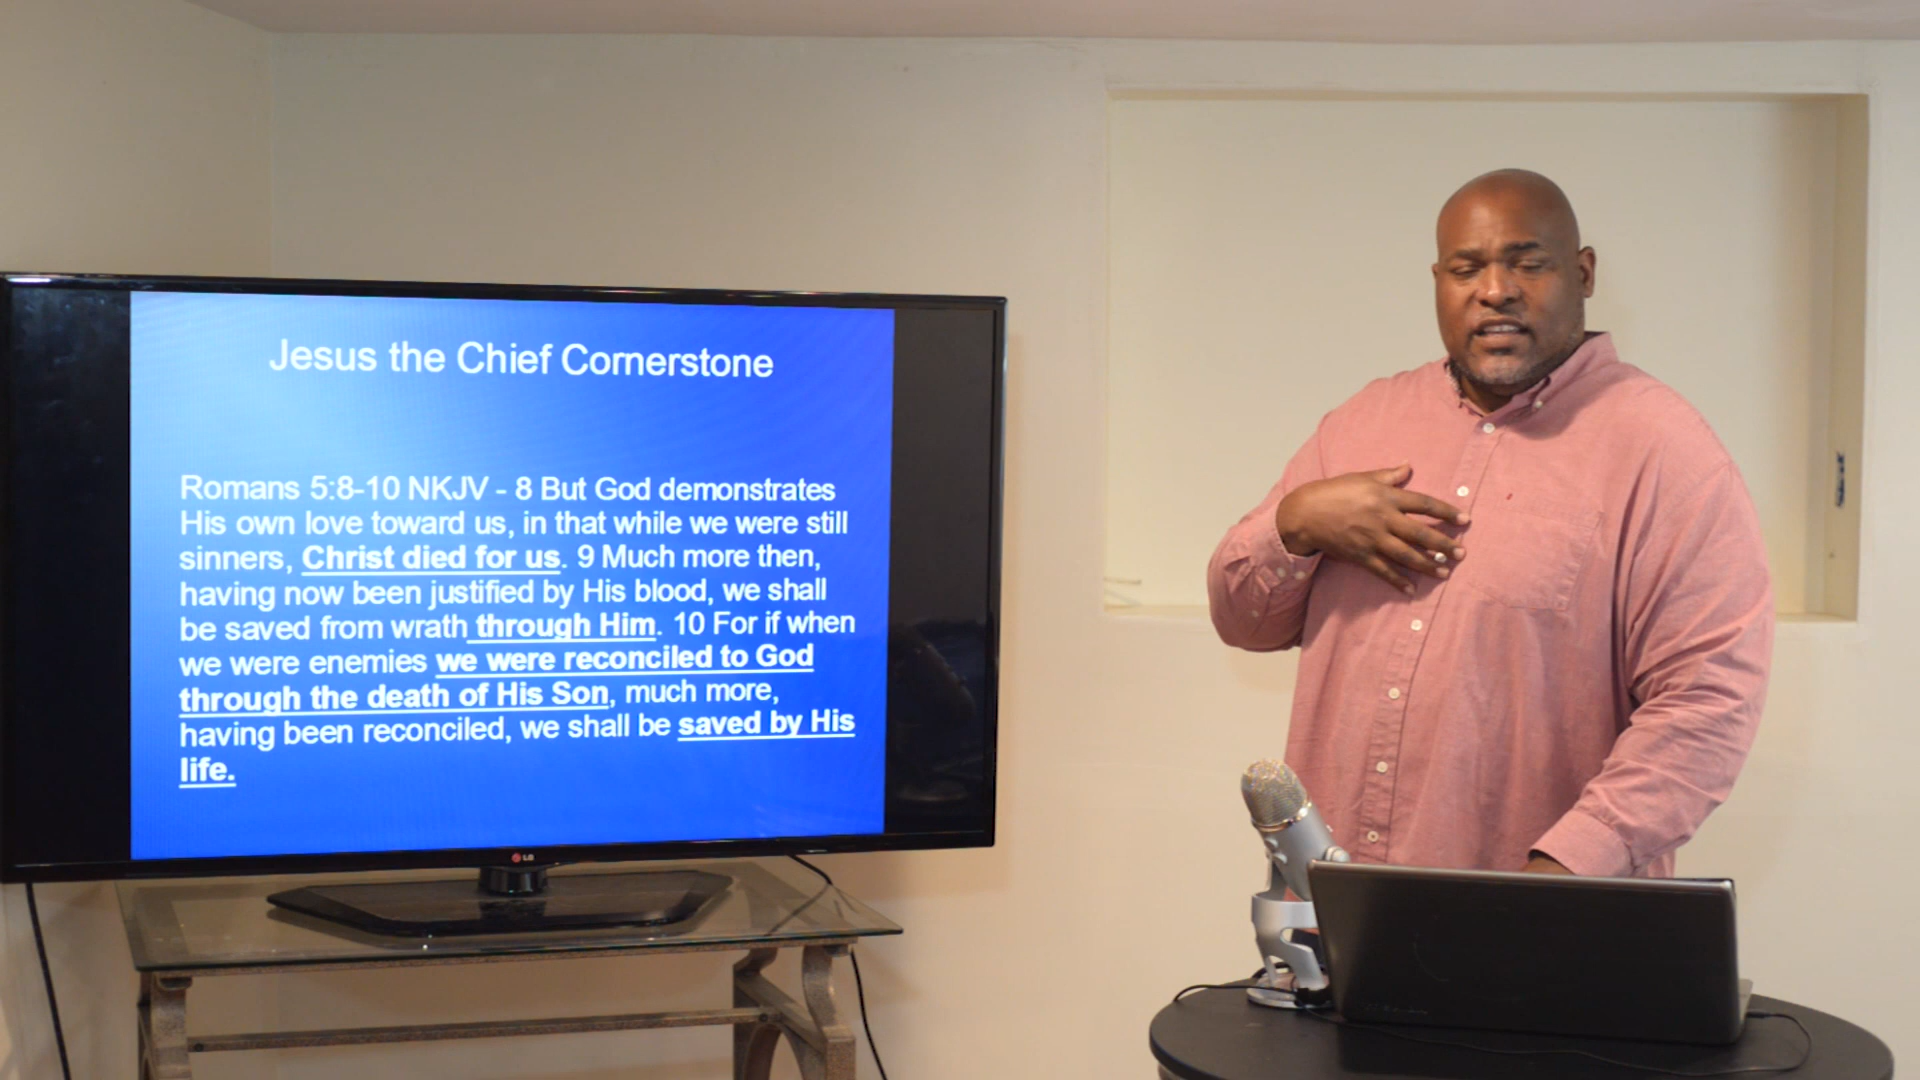 Jesus the Chief Cornerstone
Romans 5:8-10 NKJV - 8 But God demonstrates
His own love toward us, in that while we were still
sinners, Christ died for us. 9 Much more then,
having now been justified by His blood, we shall
be saved from wrath through Him. 10 For if when
we were enemies we were reconciled to God
through the death of His Son, much more,
having been reconciled, we shall be saved by His
life.
LG